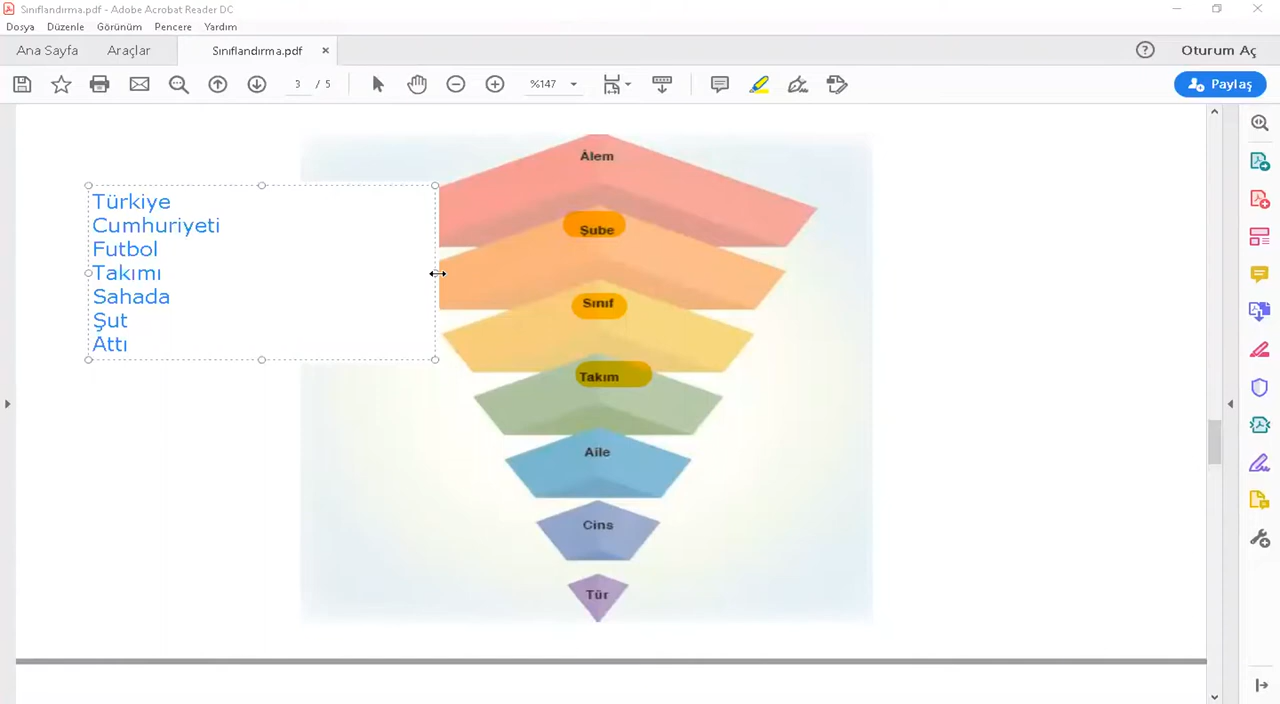 Sınıflandırma.pdf - Adobe Acrobat Reader DC
Dosya Düzenle Görünüm Pencere Yardım
Ana Sayfa Araçlar Sınıflandırma.pdf × ? Oturum Aç
3 / 5 %147 Paylaş
Âlem
Türkiye
Cumhuriyeti
Futbol
Takımı
Sahada
Şut
Attı
Şube
Sınıf
Takım
Aile
Cins
Tür